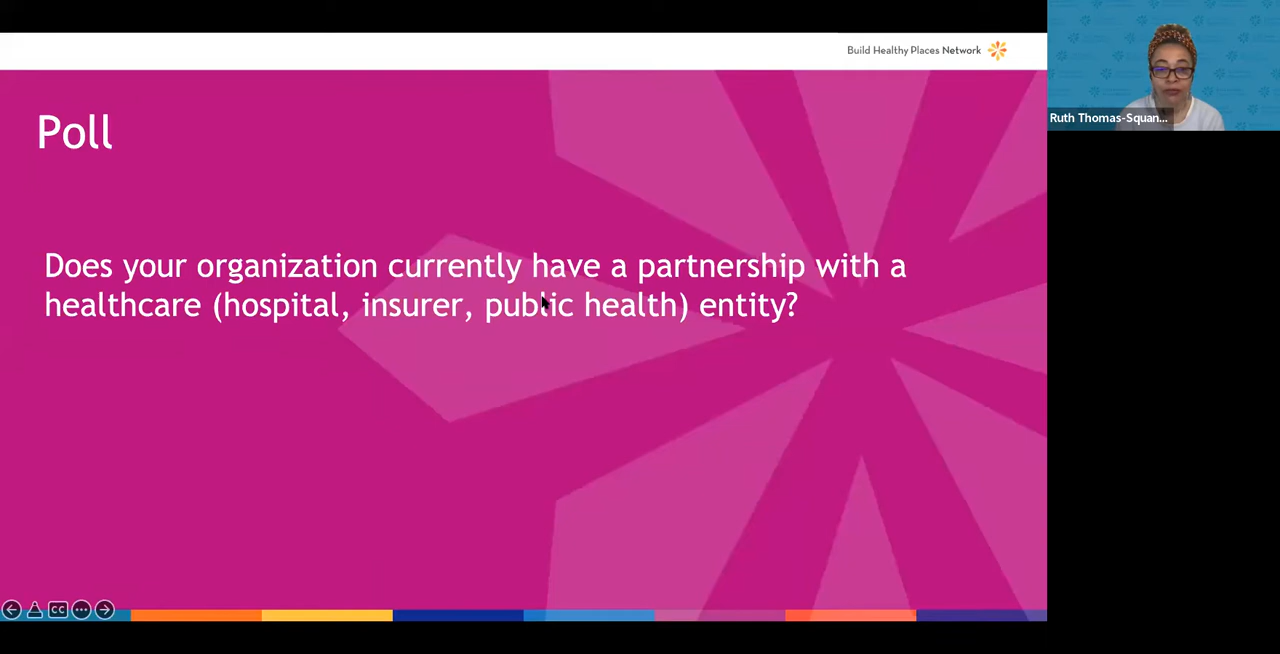 Build Healthy Places Network
Poll
Does your organization currently have a partnership with a
healthcare (hospital, insurer, public health) entity?
Ruth Thomas-Squan...
CC